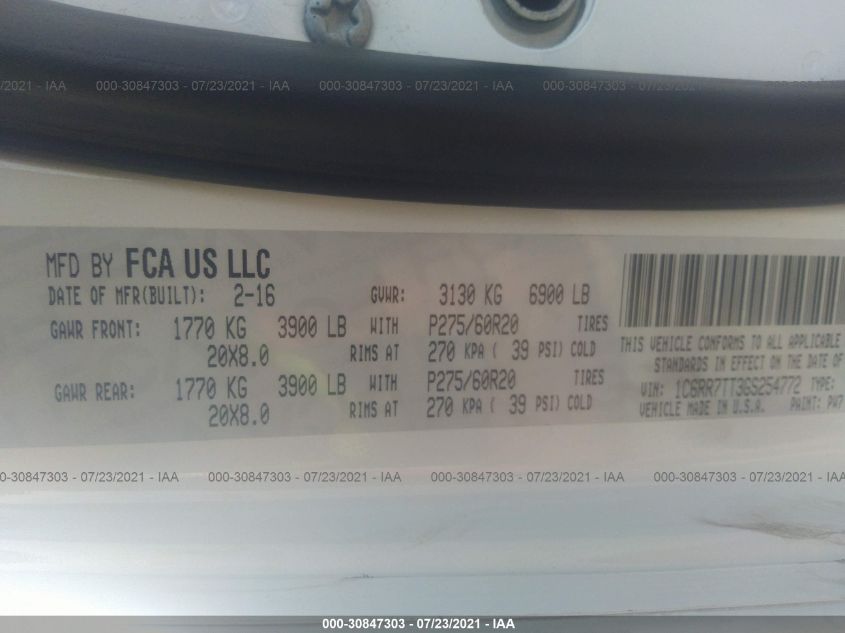 7/23/2021 - IAA 000-30847303 - 07/23/2021 - IAA 000-30847303 - 07/23/2021 - IAA 000-30847303 - 07/23/2021 - IAA 000-30847303
MFD BY FCA US LLC
DATE OF MFR(BUILT): 2-16 GVWR: 3130 KG 6900 LB
GAWR FRONT: 1770 KG 3900 LB WITH P275/60R20 TIRES
20X8.0 RIMS AT 270 KPA ( 39 PSI) COLD
GAWR REAR: 1770 KG 3900 LB WITH P275/60R20 TIRES
20X8.0 RIMS AT 270 KPA ( 39 PSI) COLD
THIS VEHICLE CONFORMS TO ALL APPLICABLE
STANDARDS IN EFFECT ON THE DATE OF
VIN: 1C6RR7TT3GS254772 TYPE:
VEHICLE MADE IN U.S.A. PAINT: PW7
00-30847303 - 07/23/2021 - IAA 000-30847303 - 07/23/2021 - IAA 000-30847303 - 07/23/2021 - IAA 000-30847303 - 07/23/2021
000-30847303 - 07/23/2021 - IAA